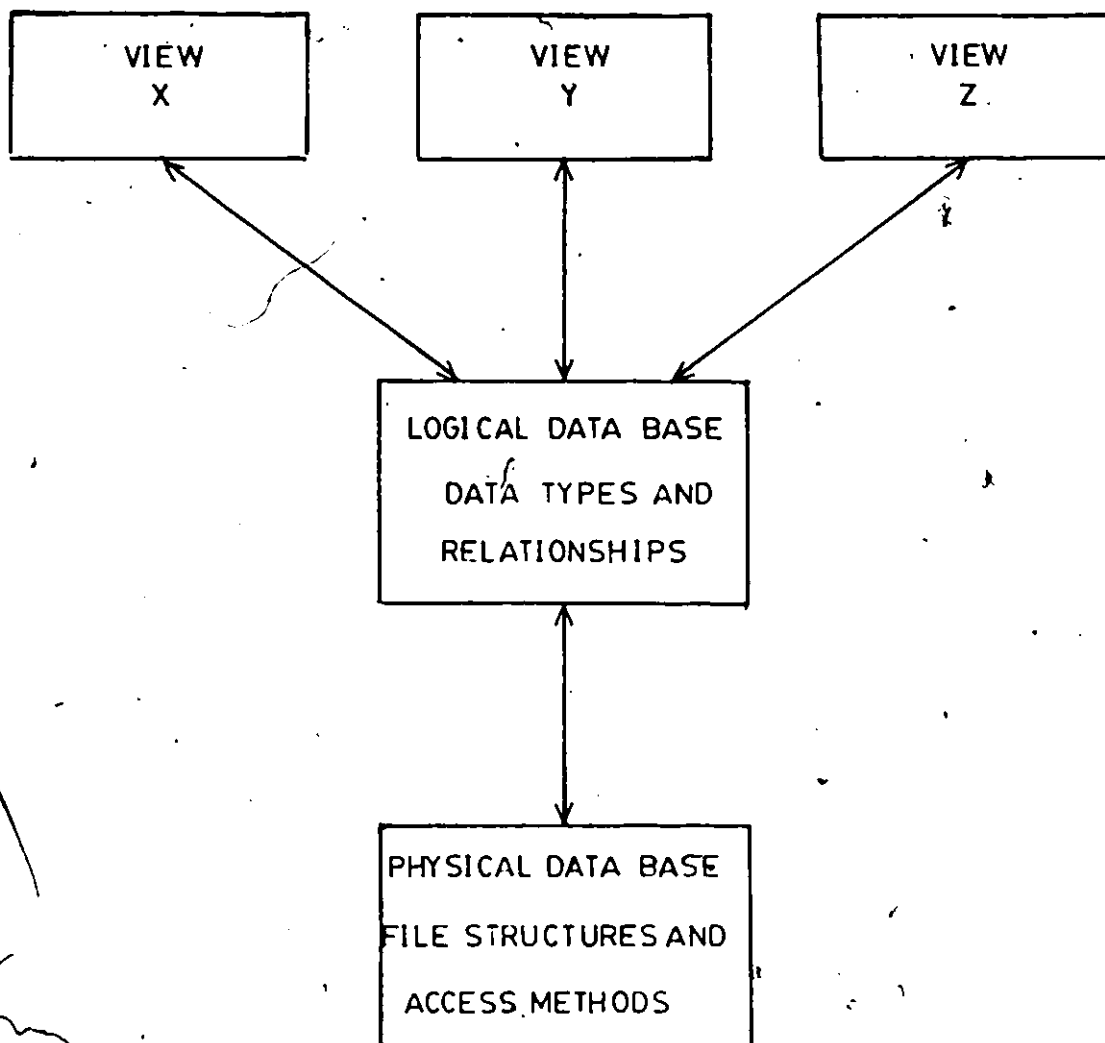 VIEW
X
VIEW
Y
VIEW
Z
LOGICAL DATA BASE
DATA TYPES AND
RELATIONSHIPS
PHYSICAL DATA BASE
FILE STRUCTURES AND
ACCESS METHODS